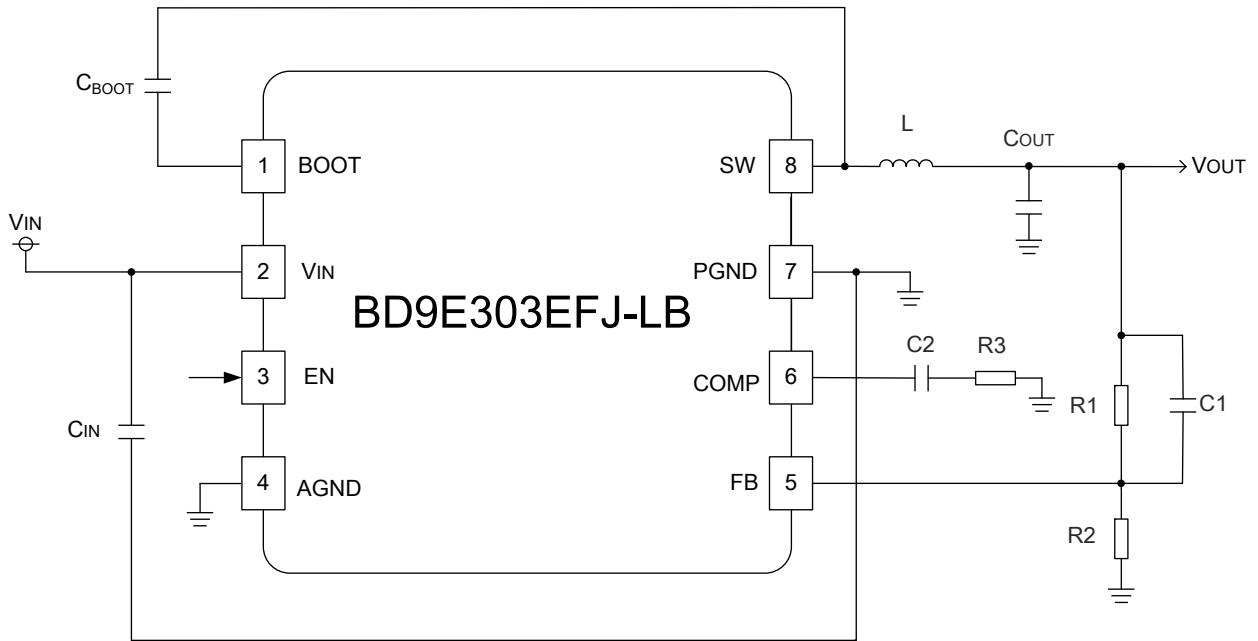 CBOOT
1
BOOT
SW
8
L
COUT
VOUT
VIN
2
VIN
PGND
7
BD9E303EFJ-LB
3
EN
COMP
6
C2
R3
CIN
R1
C1
4
AGND
FB
5
R2